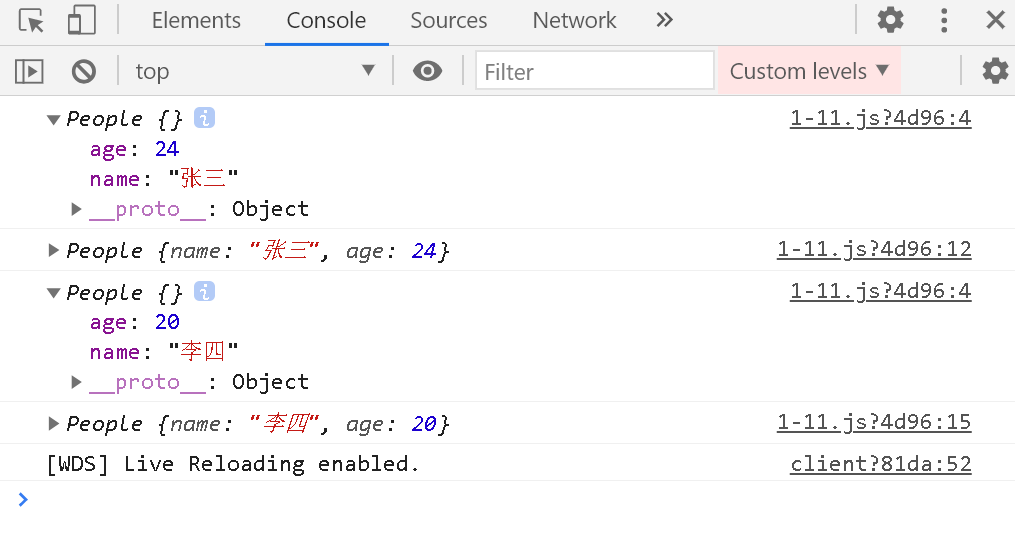 Elements Console Sources Network »
top Filter Custom levels
People {} i 1-11.js?4d96:4
age: 24
name: "张三"
__proto__: Object
People {name: "张三", age: 24} 1-11.js?4d96:12
People {} i 1-11.js?4d96:4
age: 20
name: "李四"
__proto__: Object
People {name: "李四", age: 20} 1-11.js?4d96:15
[WDS] Live Reloading enabled. client?81da:52